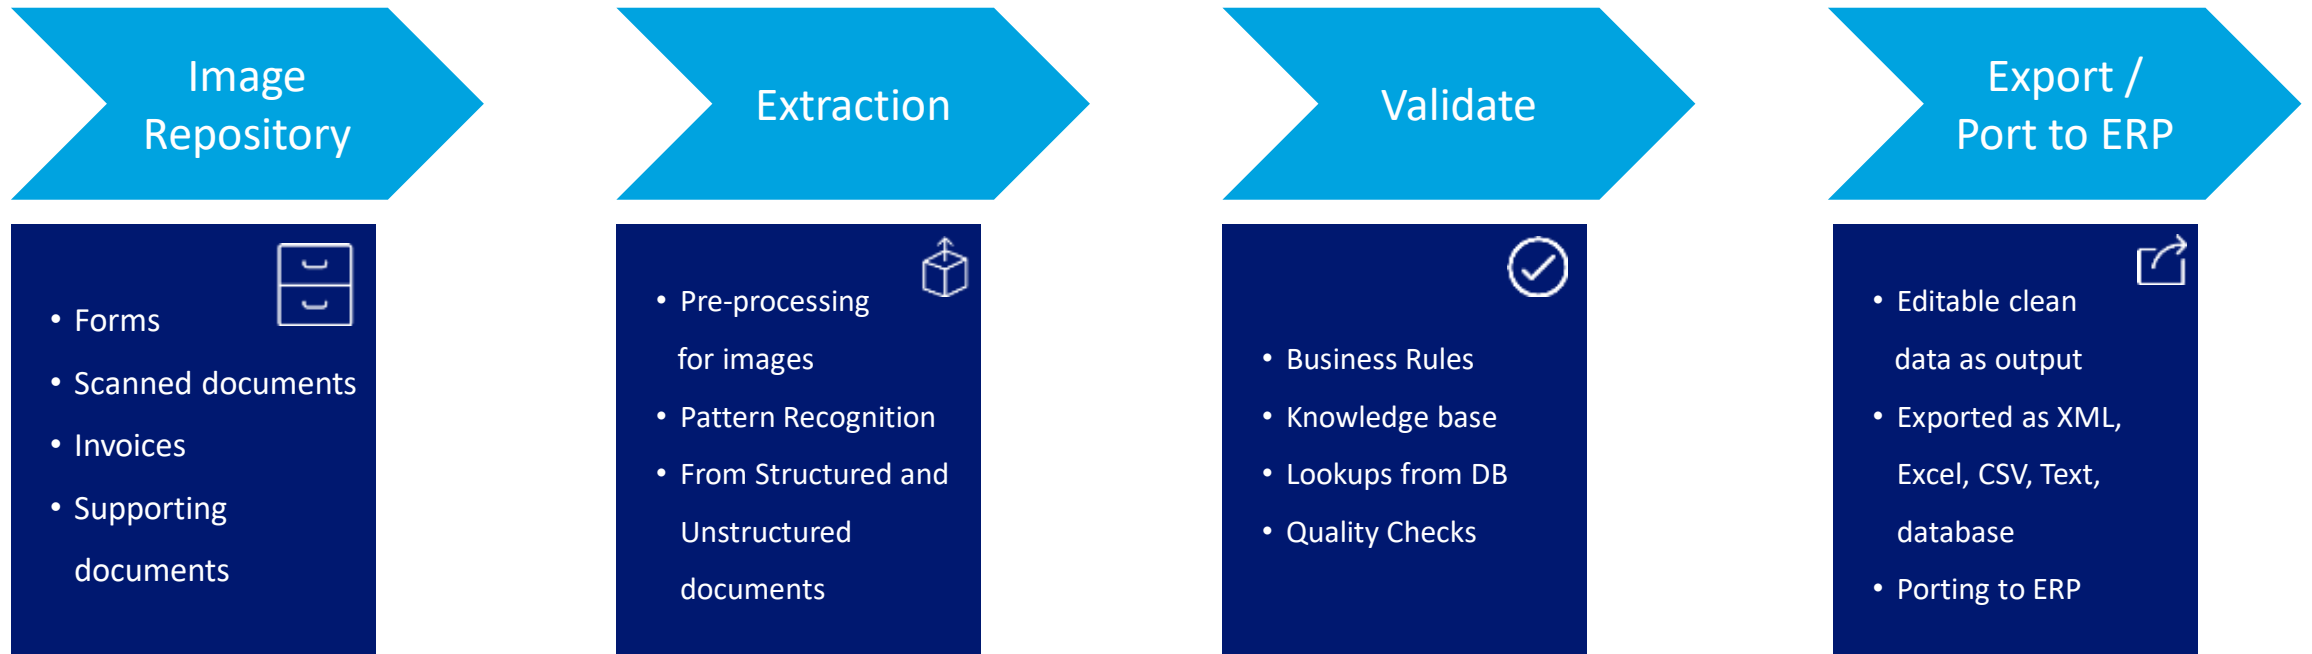 Image
Repository
• Forms
• Scanned documents
• Invoices
• Supporting
documents
Extraction
• Pre-processing
for images
• Pattern Recognition
• From Structured and
Unstructured
documents
Validate
• Business Rules
• Knowledge base
• Lookups from DB
• Quality Checks
Export /
Port to ERP
• Editable clean
data as output
• Exported as XML,
Excel, CSV, Text,
database
• Porting to ERP